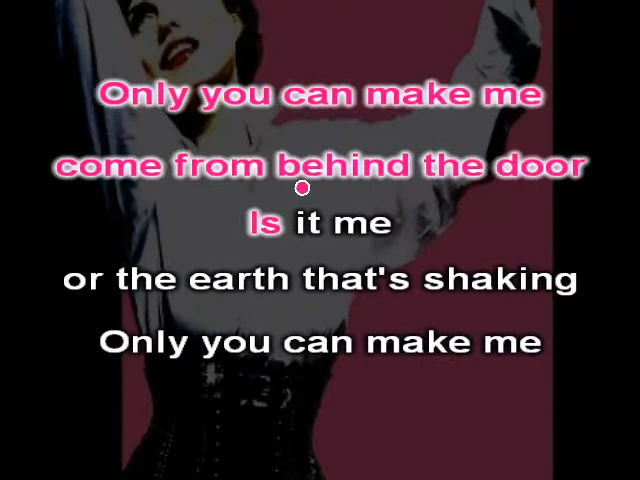 Only you can make me
come from behind the door
Is it me
or the earth that's shaking
Only you can make me